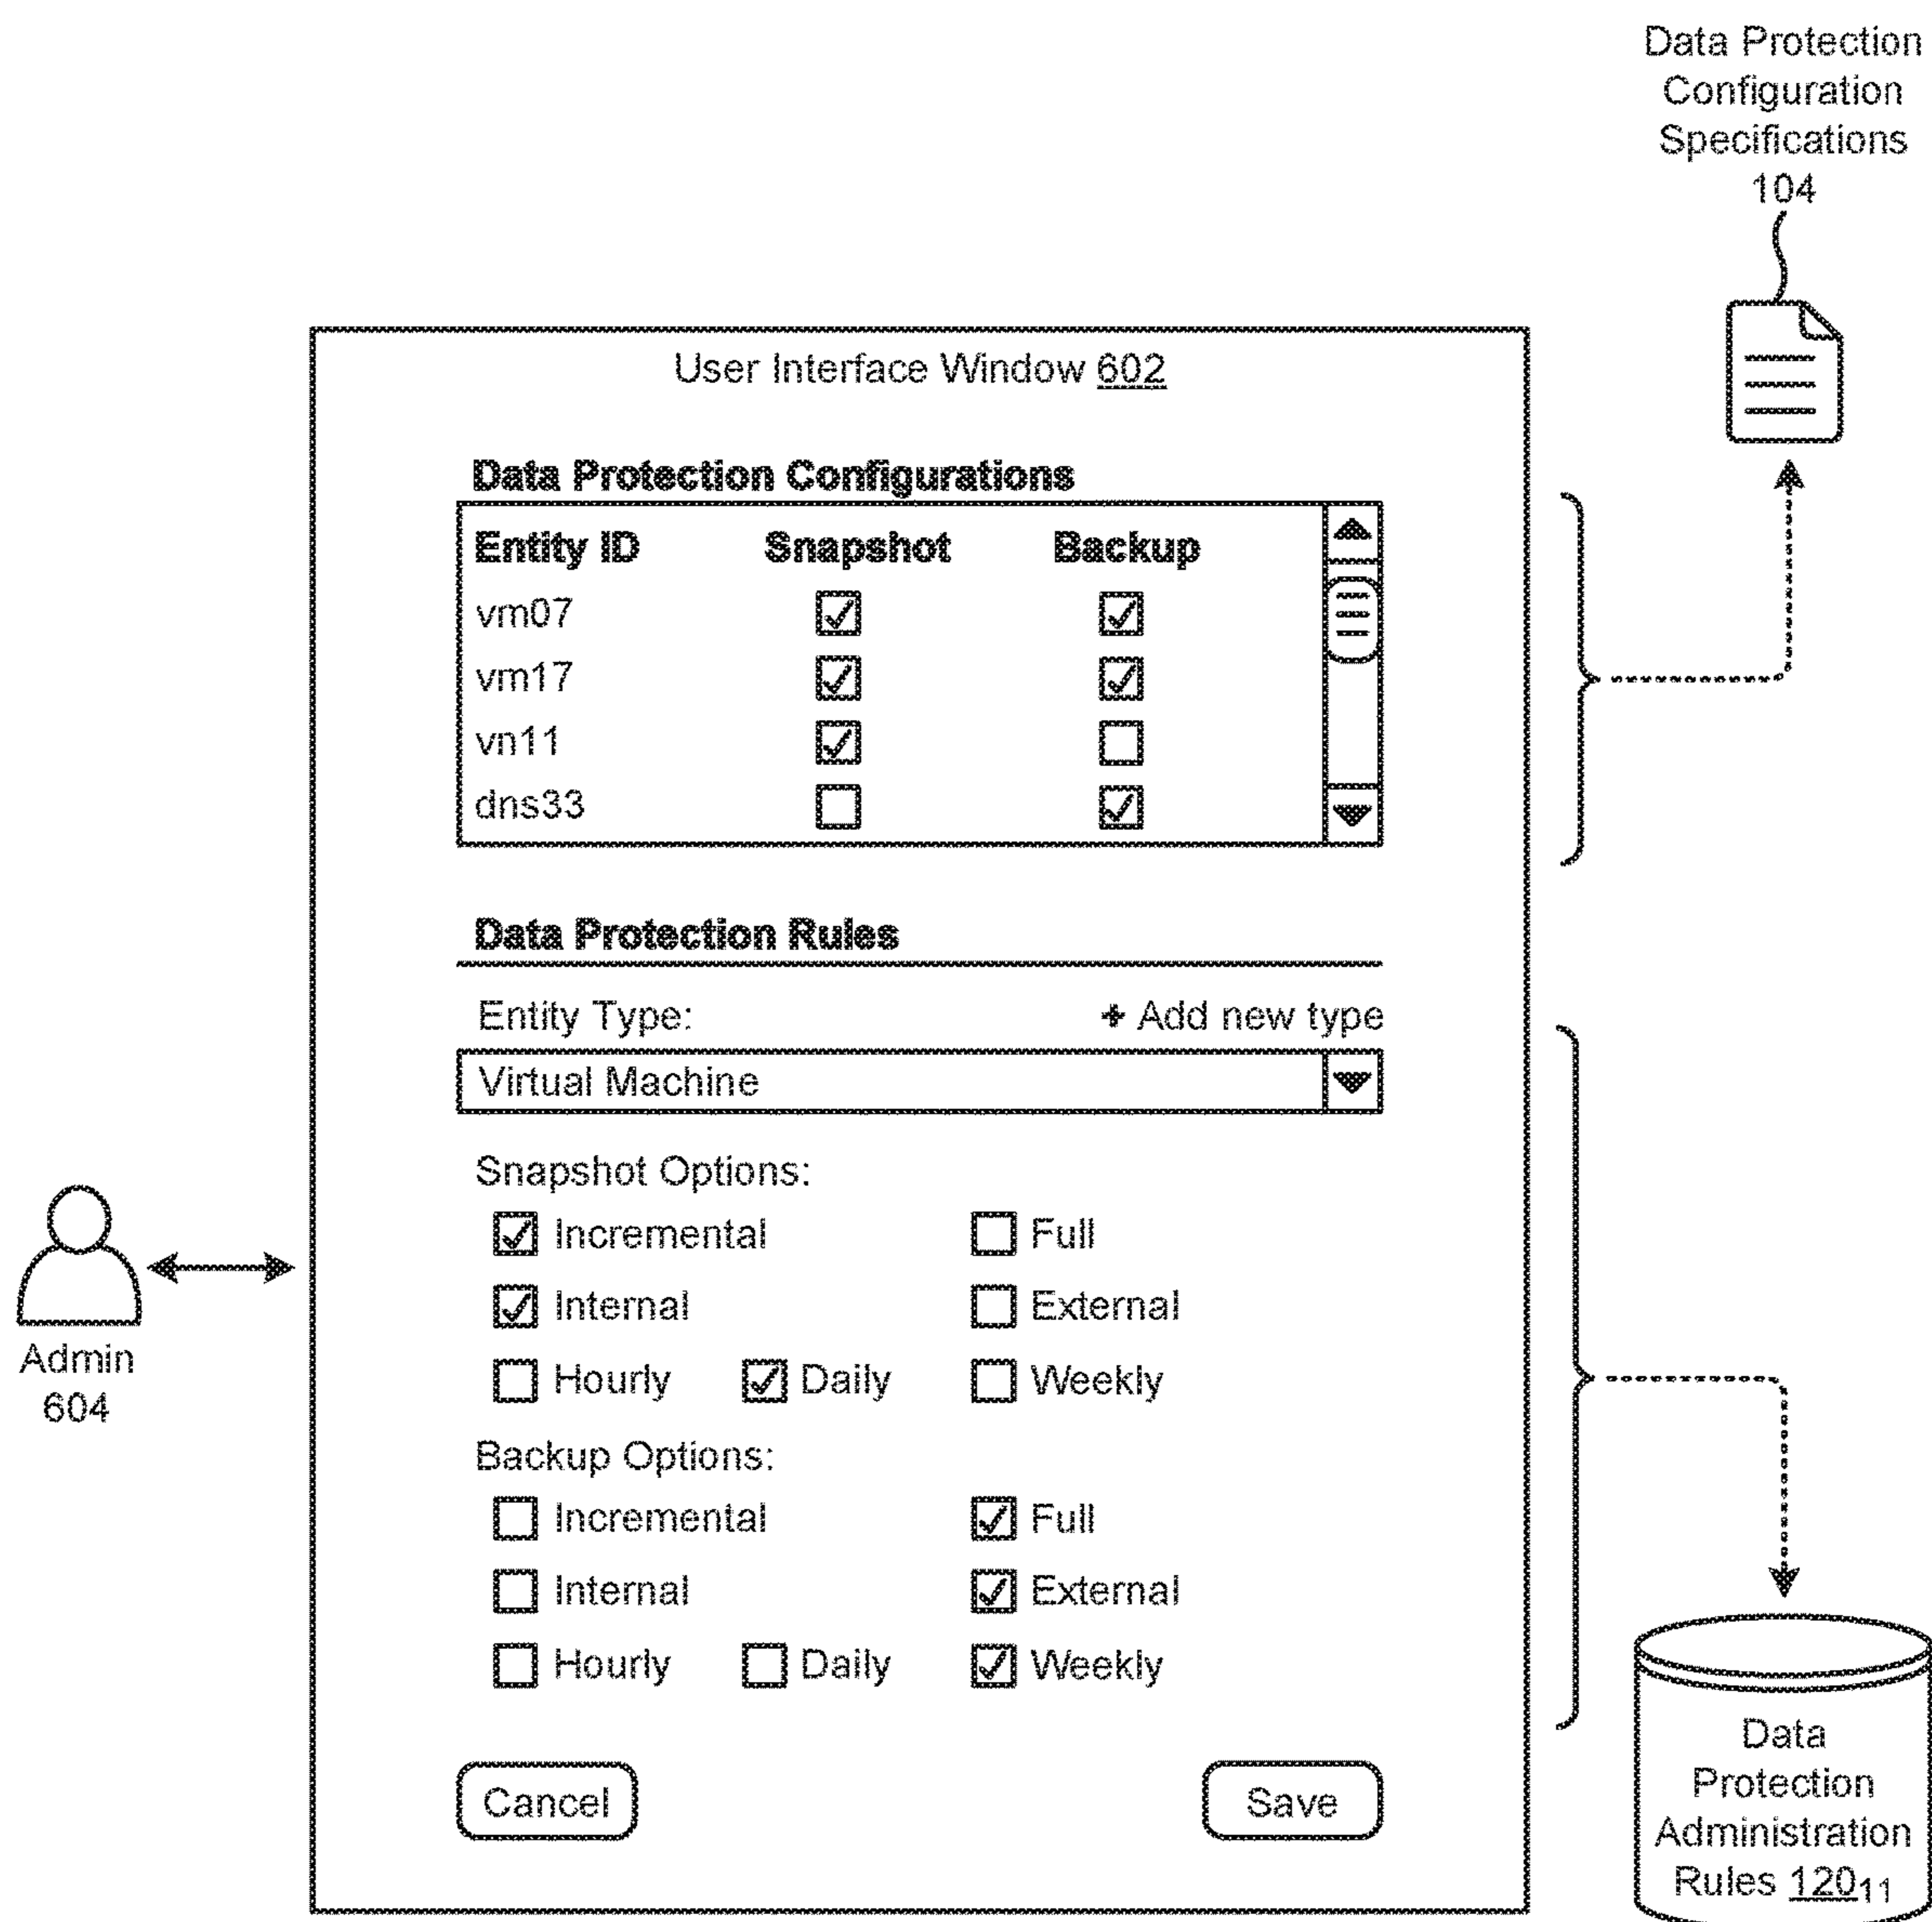 Data Protection
Configuration
Specifications
104
User Interface Window 602
Data Protection Configurations
Entity ID Snapshot Backup
vm07
vm17
vn11
dns33
Data Protection Rules
Entity Type: + Add new type
Virtual Machine
Snapshot Options:
Incremental Full
Internal External
Hourly Daily Weekly
Backup Options:
Incremental Full
Internal External
Hourly Daily Weekly
Cancel Save
Admin
604
Data
Protection
Administration
Rules 120₁₁